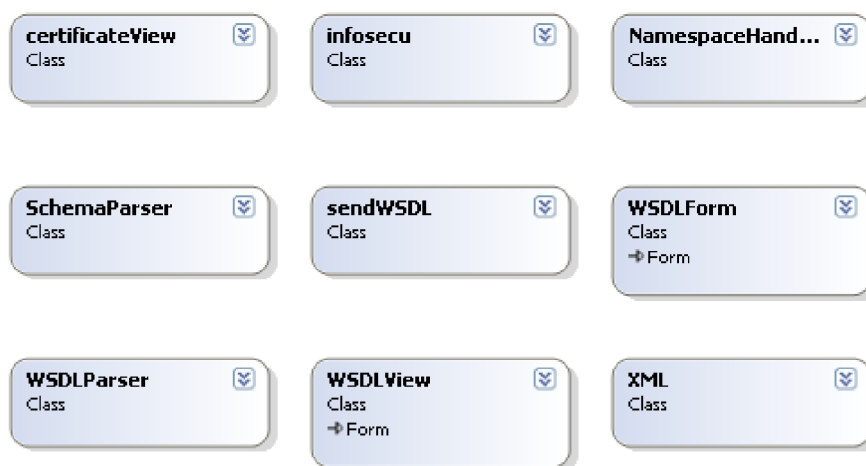 certificateView
Class
infosecu
Class
NamespaceHand...
Class
SchemaParser
Class
sendWSDL
Class
WSDLForm
Class
Form
WSDLParser
Class
WSDLView
Class
Form
XML
Class